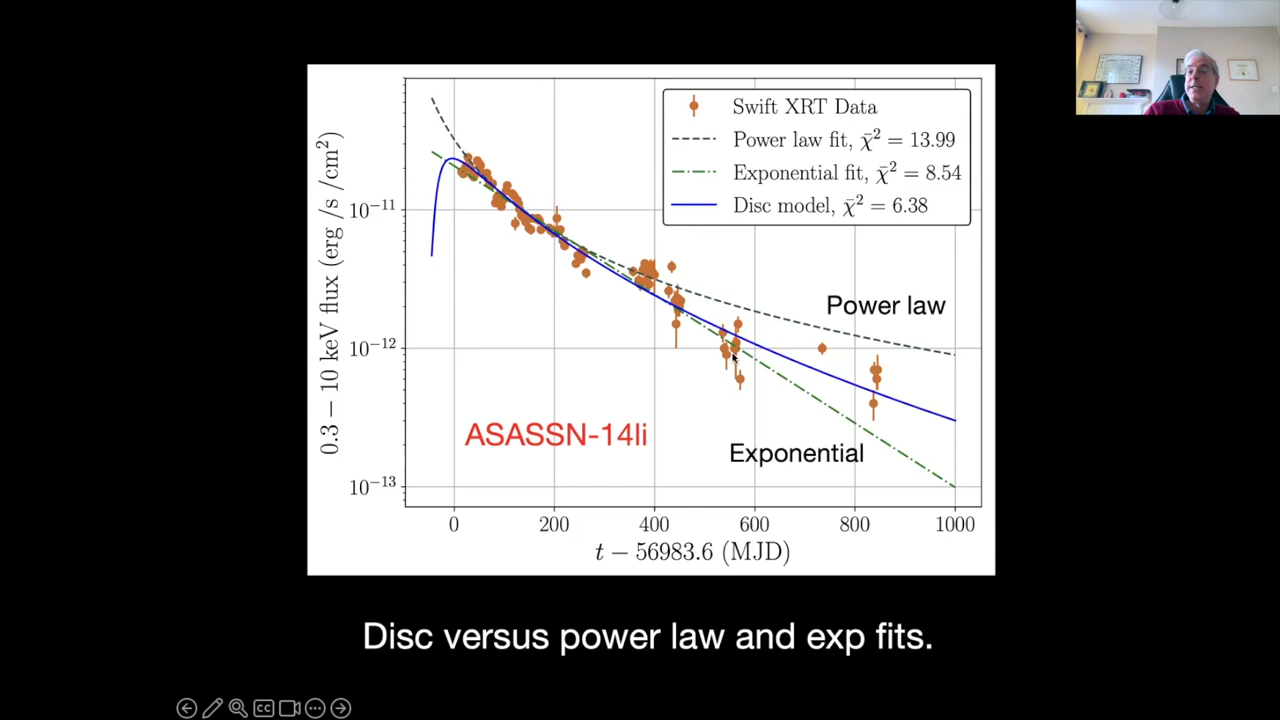 Swift XRT Data
Power law fit, χ̄² = 13.99
Exponential fit, χ̄² = 8.54
Disc model, χ̄² = 6.38
0.3 − 10 keV flux (erg /s /cm²)
10⁻¹¹
10⁻¹²
10⁻¹³
Power law
ASASSN-14li
Exponential
0 200 400 600 800 1000
t − 56983.6 (MJD)
Disc versus power law and exp fits.
CC